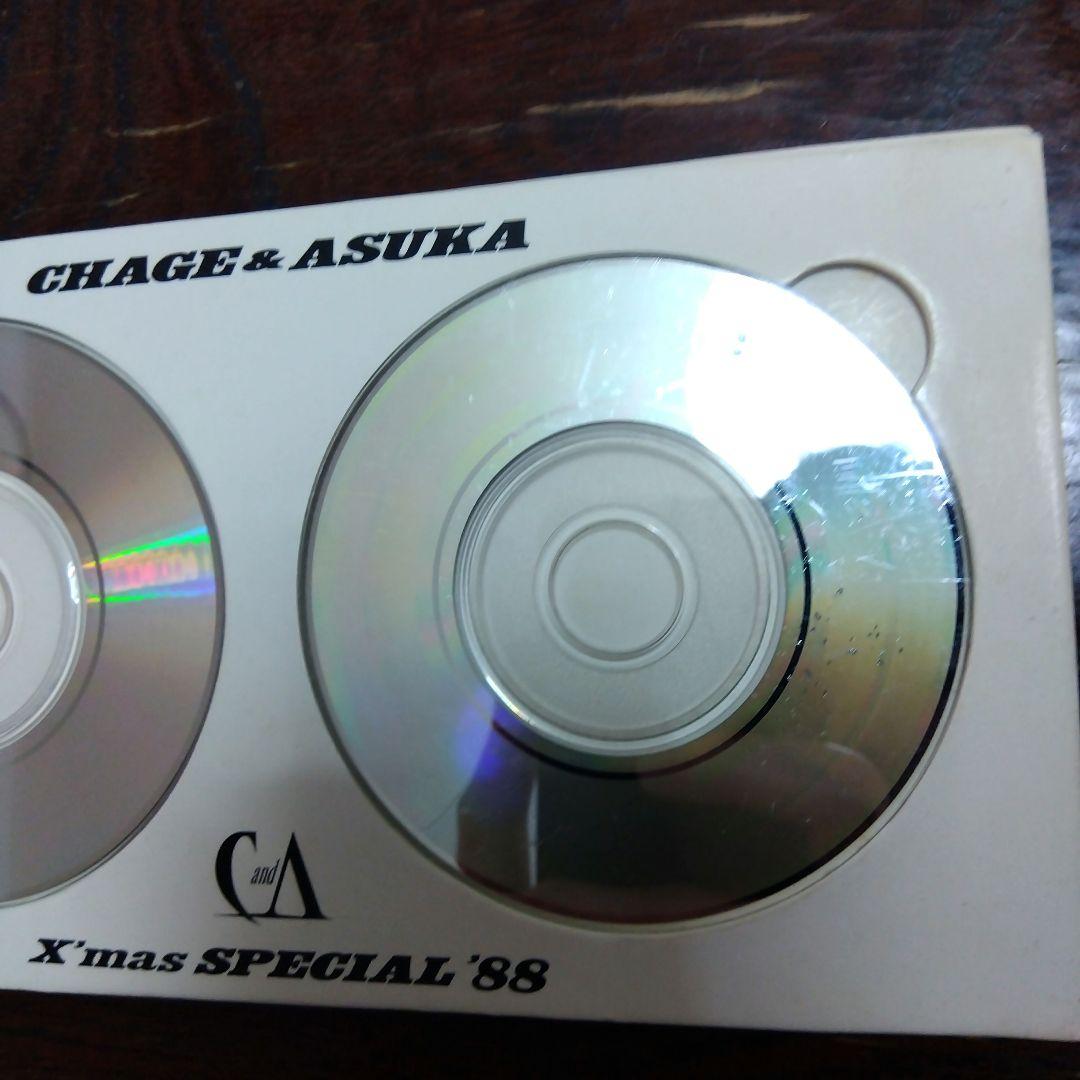 CHAGE & ASUKA
C and A
X'mas SPECIAL '88